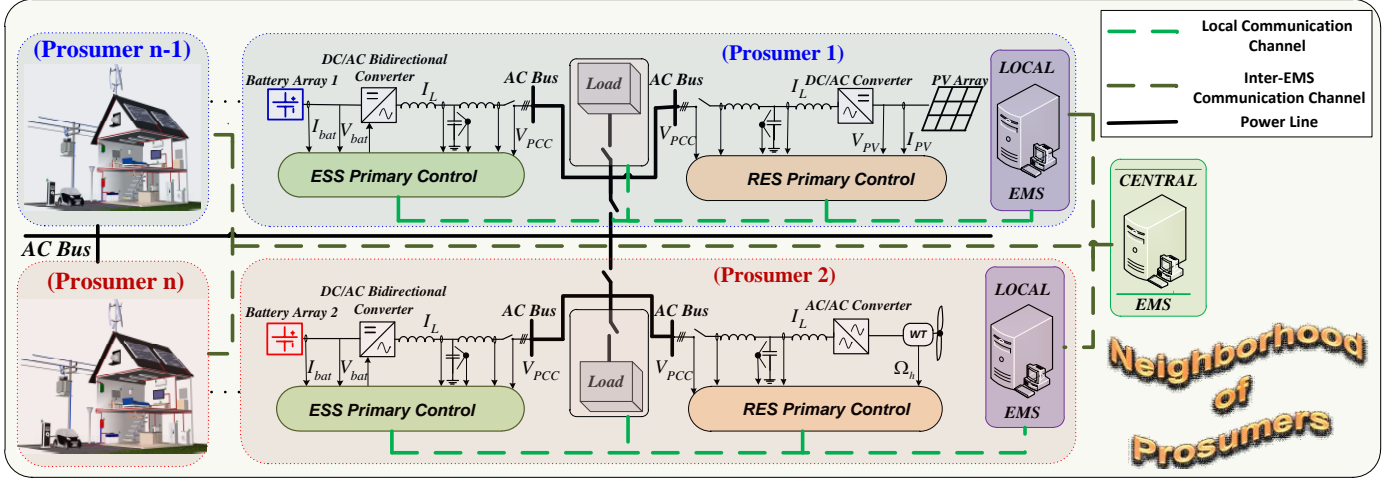 (Prosumer n-1)
Battery Array 1
DC/AC Bidirectional
Converter
I_L
AC Bus
I_bat
V_bat
V_PCC
ESS Primary Control
Load
(Prosumer 1)
AC Bus
I_L
DC/AC Converter
PV Array
V_PCC
V_PV
I_PV
RES Primary Control
LOCAL
EMS
Local Communication
Channel
Inter-EMS
Communication Channel
Power Line
CENTRAL
EMS
AC Bus
(Prosumer n)
Battery Array 2
DC/AC Bidirectional
Converter
I_L
AC Bus
I_bat
V_bat
V_PCC
ESS Primary Control
Load
(Prosumer 2)
AC Bus
I_L
AC/AC Converter
WT
V_PCC
Ω_h
RES Primary Control
LOCAL
EMS
Neighborhood
of
Prosumers